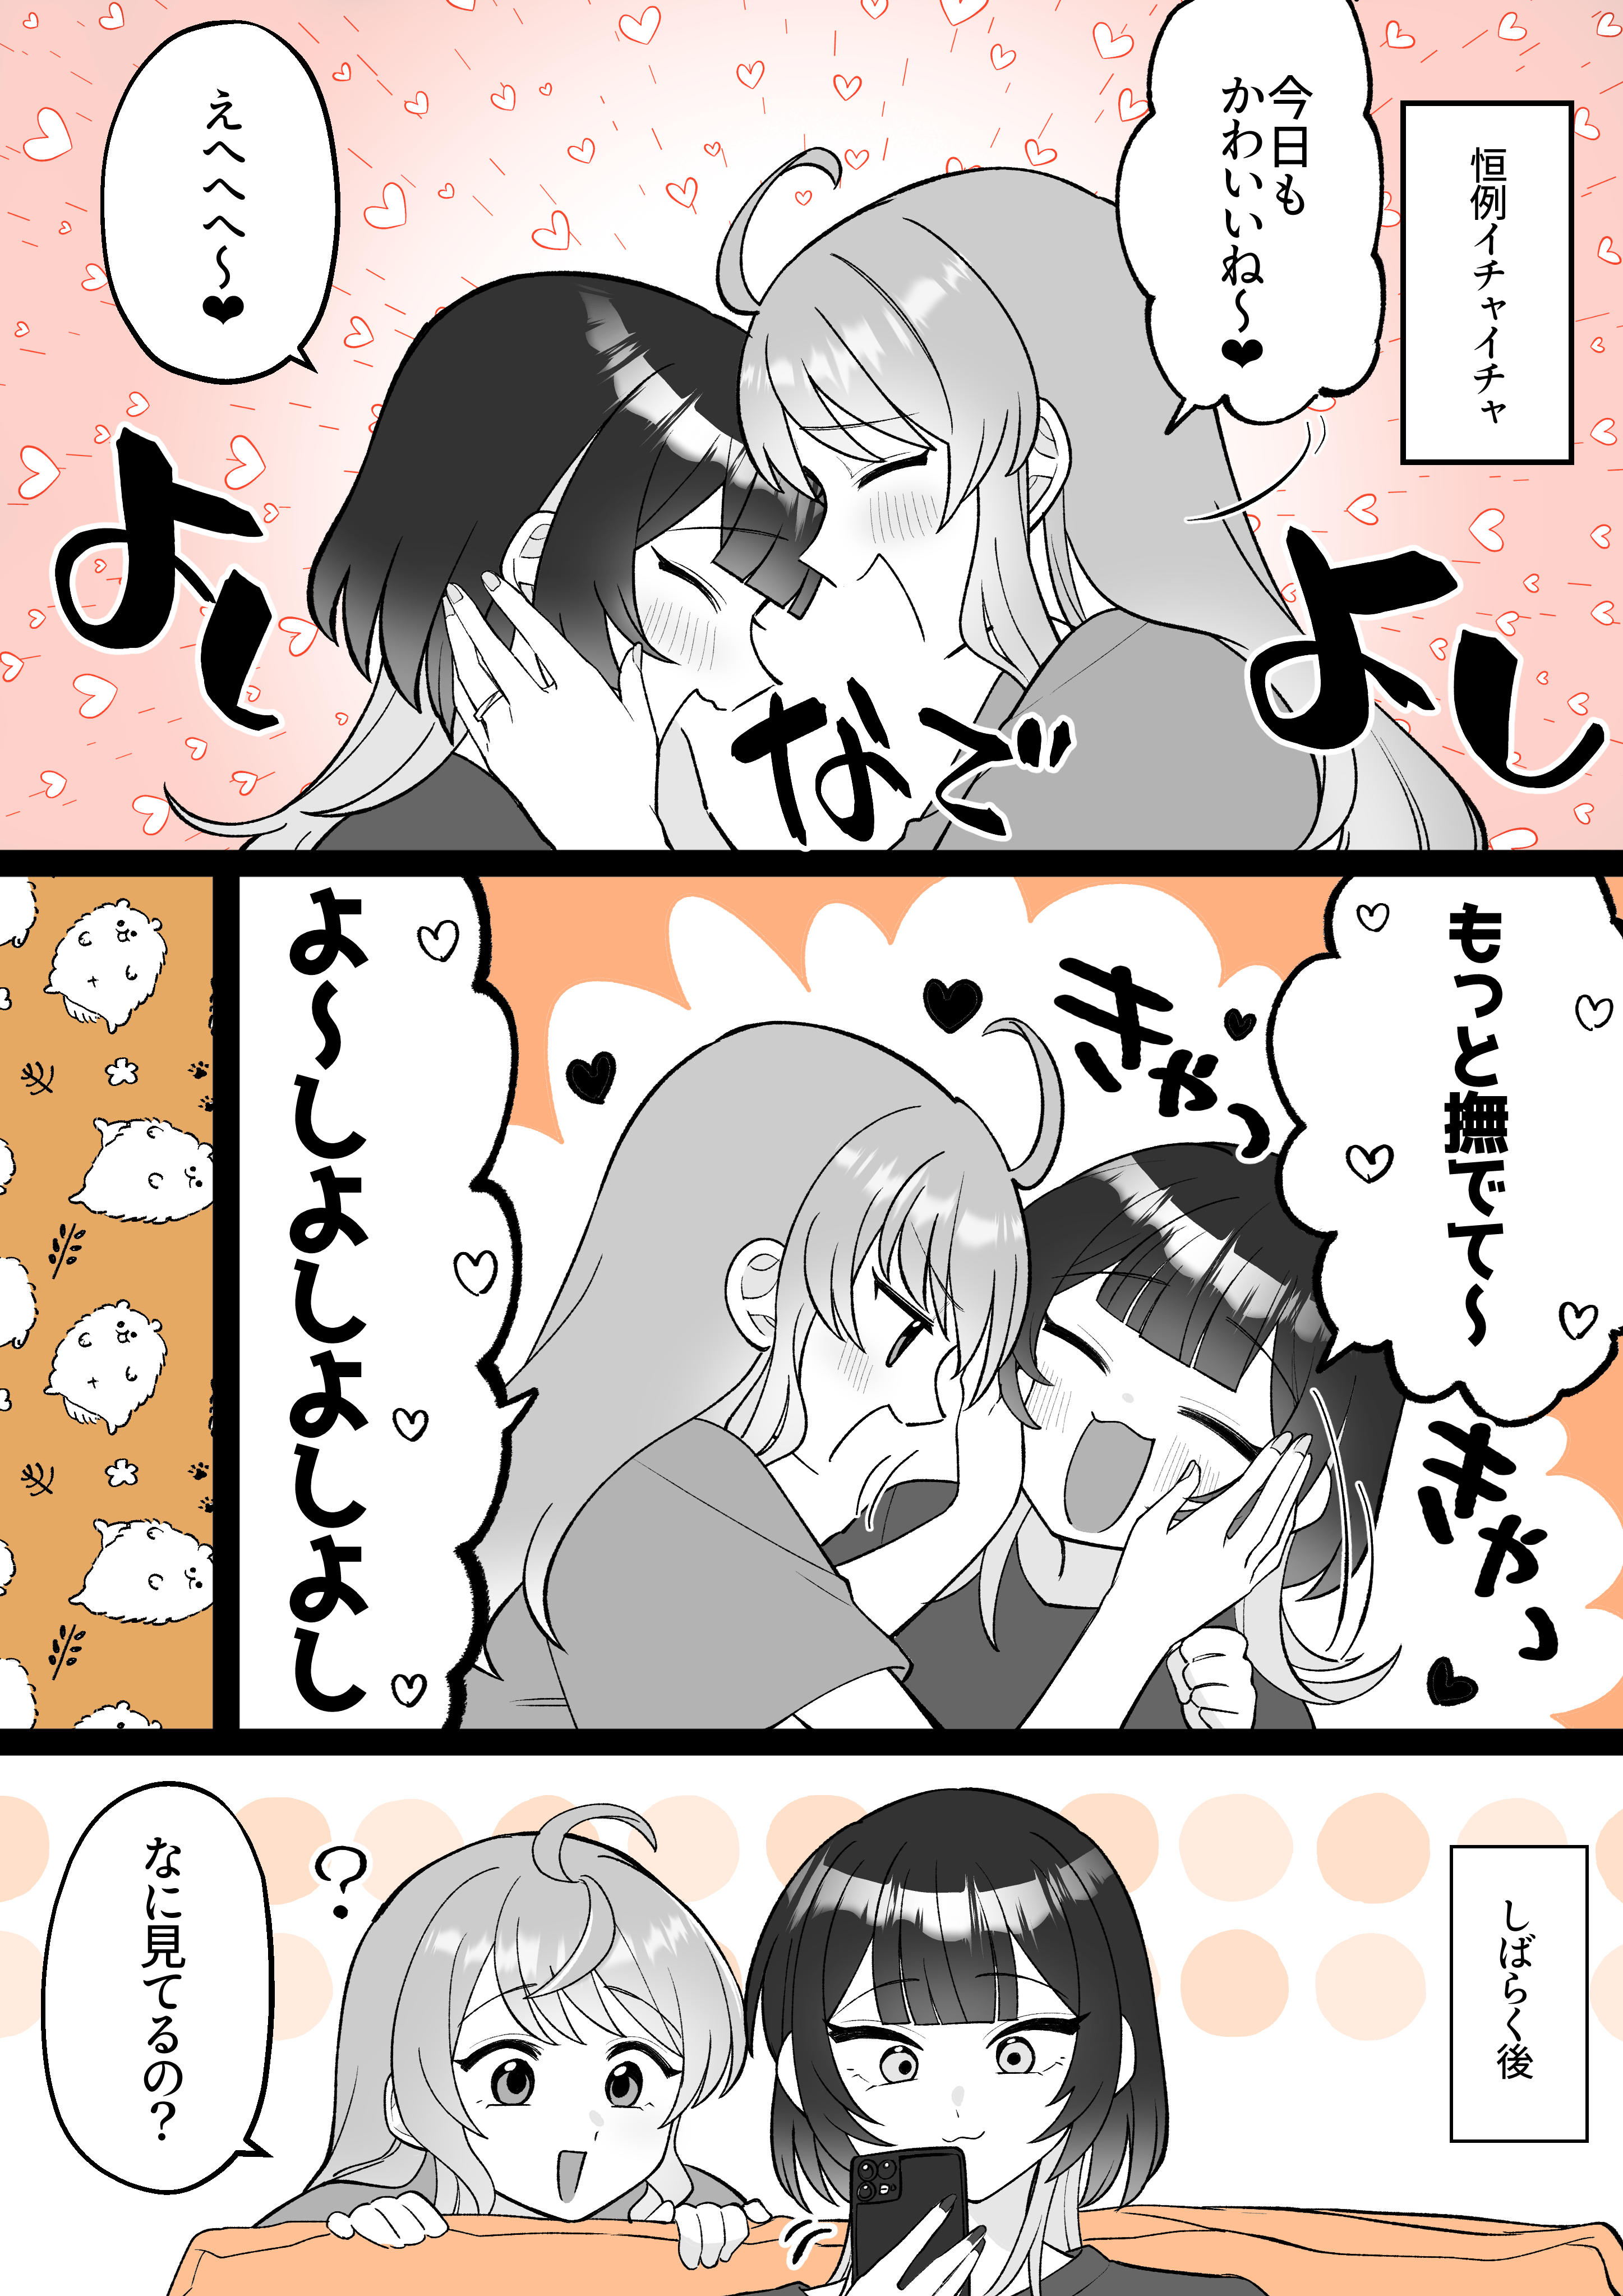 恒例イチャイチャ
今日も
かわいいね～❤
えへへへ～❤
よし
なで
よし
もっと撫でて～
きゃっ
きゃっ
よ～しよしよしよしよし
しばらく後
なに見てるの？
？